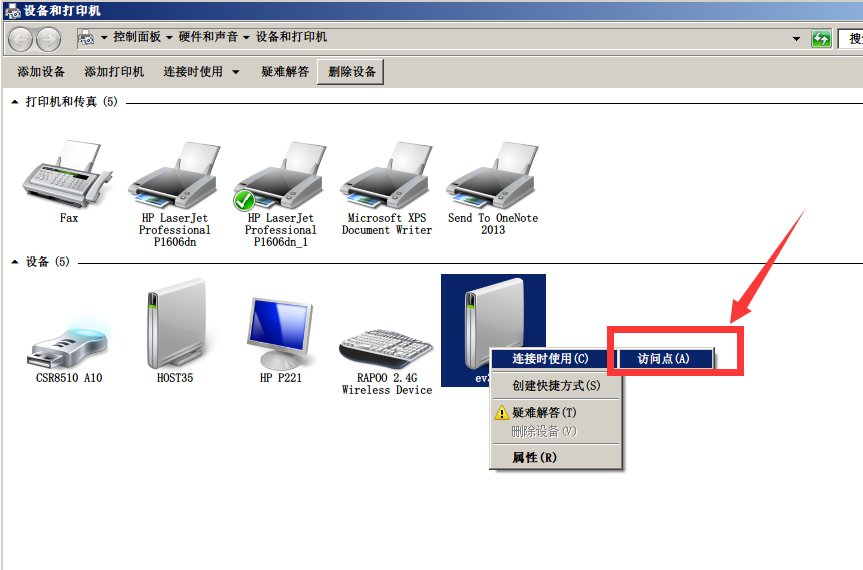 设备和打印机
控制面板 硬件和声音 设备和打印机
搜
添加设备 添加打印机 连接时使用 疑难解答 删除设备
打印机和传真 (5)
Fax
HP LaserJet
Professional
P1606dn
HP LaserJet
Professional
P1606dn_1
Microsoft XPS
Document Writer
Send To OneNote
2013
设备 (5)
CSR8510 A10
HOST35
HP P221
RAPOO 2.4G
Wireless Device
连接时使用(C)
访问点(A)
创建快捷方式(S)
疑难解答(T)
删除设备(V)
属性(R)